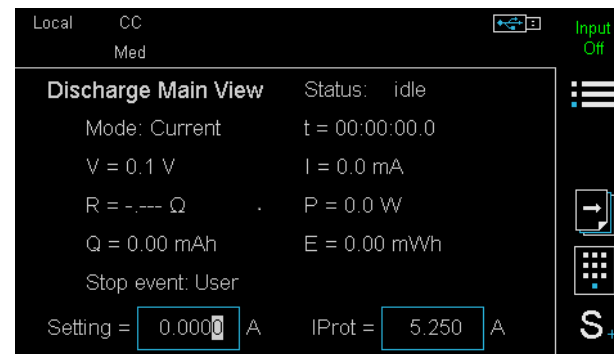 Local CC Input
Med Off
Discharge Main View Status: idle
Mode: Current t = 00:00:00.0
V = 0.1 V I = 0.0 mA
R = -.--- Ω P = 0.0 W
Q = 0.00 mAh E = 0.00 mWh
Stop event: User
Setting = 0.0000 A IProt = 5.250 A
S+